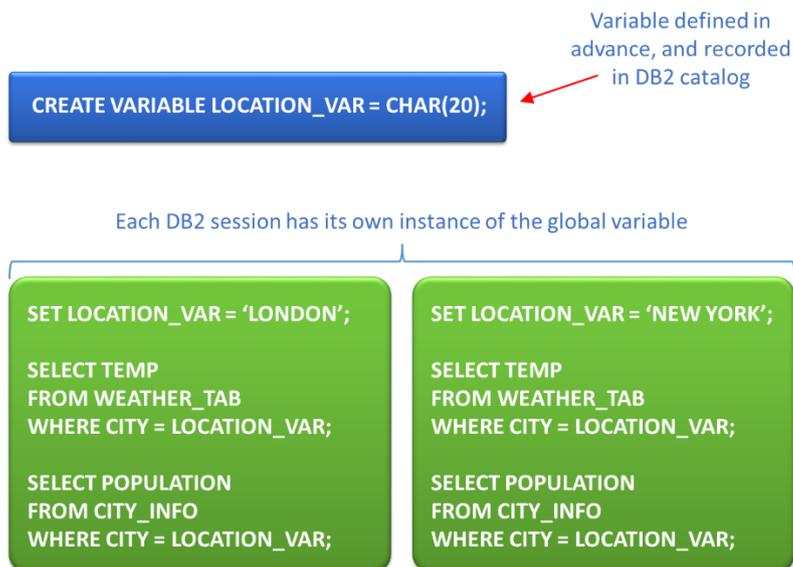 Variable defined in
advance, and recorded
in DB2 catalog
CREATE VARIABLE LOCATION_VAR = CHAR(20);
Each DB2 session has its own instance of the global variable
SET LOCATION_VAR = ‘LONDON’;
SELECT TEMP
FROM WEATHER_TAB
WHERE CITY = LOCATION_VAR;
SELECT POPULATION
FROM CITY_INFO
WHERE CITY = LOCATION_VAR;
SET LOCATION_VAR = ‘NEW YORK’;
SELECT TEMP
FROM WEATHER_TAB
WHERE CITY = LOCATION_VAR;
SELECT POPULATION
FROM CITY_INFO
WHERE CITY = LOCATION_VAR;